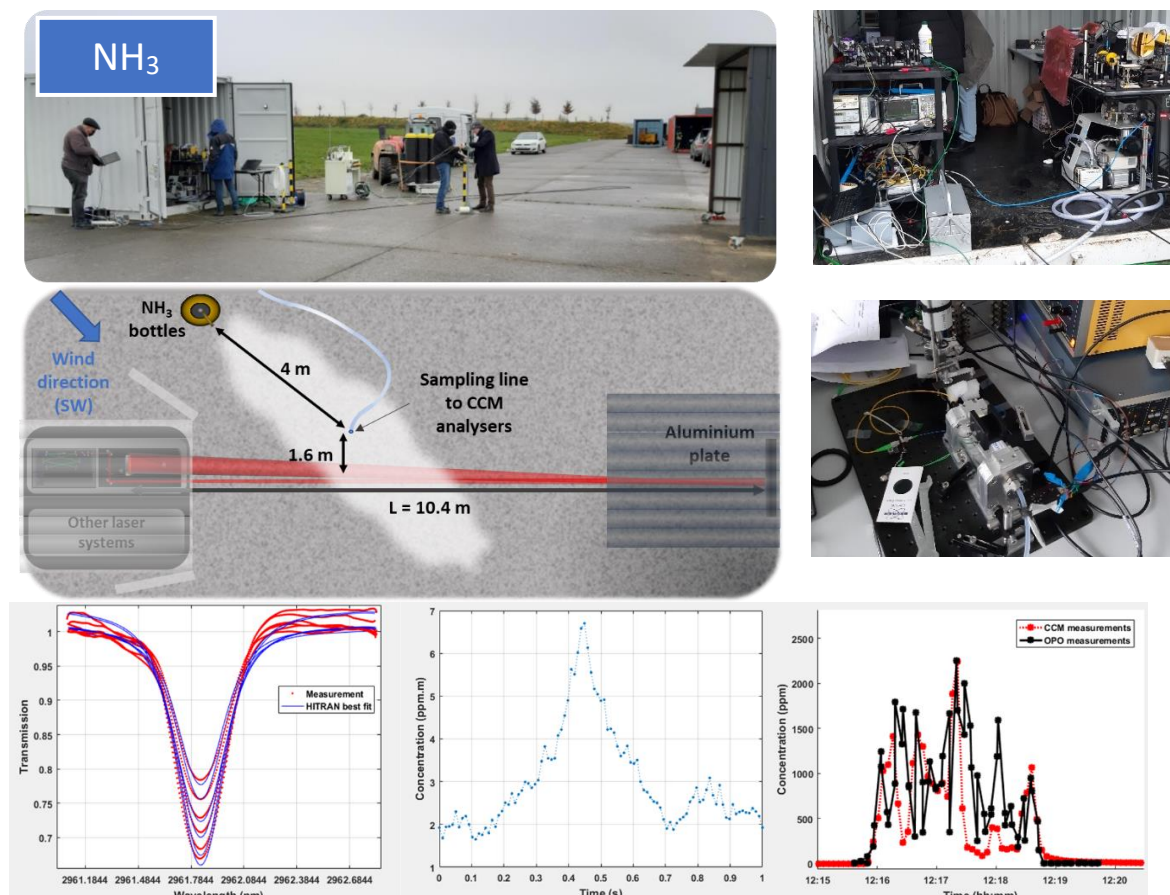 NH₃
NH₃
bottles
Wind
direction
(SW)
4 m
Sampling line
to CCM
analysers
1.6 m
Aluminium
plate
L = 10.4 m
Other laser
systems
Transmission
1
0.95
0.9
0.85
0.8
0.75
0.7
Measurement
HITRAN best fit
2961.1844 2961.4844 2961.7844 2962.0844 2962.3844 2962.6844
Wavelength (nm)
Concentration (ppm.m)
7
6
5
4
3
2
1
0 0.1 0.2 0.3 0.4 0.5 0.6 0.7 0.8 0.9 1
Time (s)
Concentration (ppm)
2500
2000
1500
1000
500
0
CCM measurements
OPO measurements
12:15 12:16 12:17 12:18 12:19 12:20
Time (hh:mm)